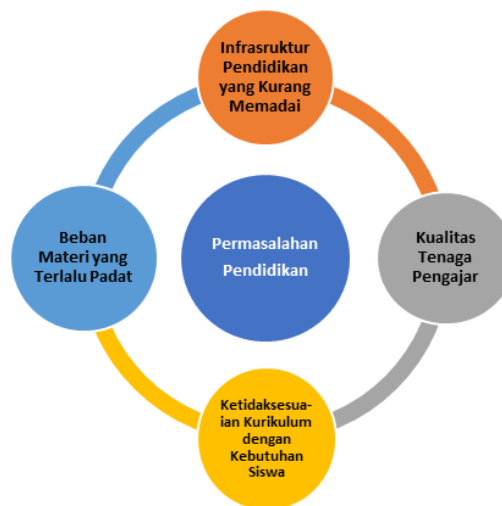 Infrasruktur
Pendidikan
yang Kurang
Memadai
Beban
Materi yang
Terlalu Padat
Permasalahan
Pendidikan
Kualitas
Tenaga
Pengajar
Ketidaksesua-
ian Kurikulum
dengan
Kebutuhan
Siswa